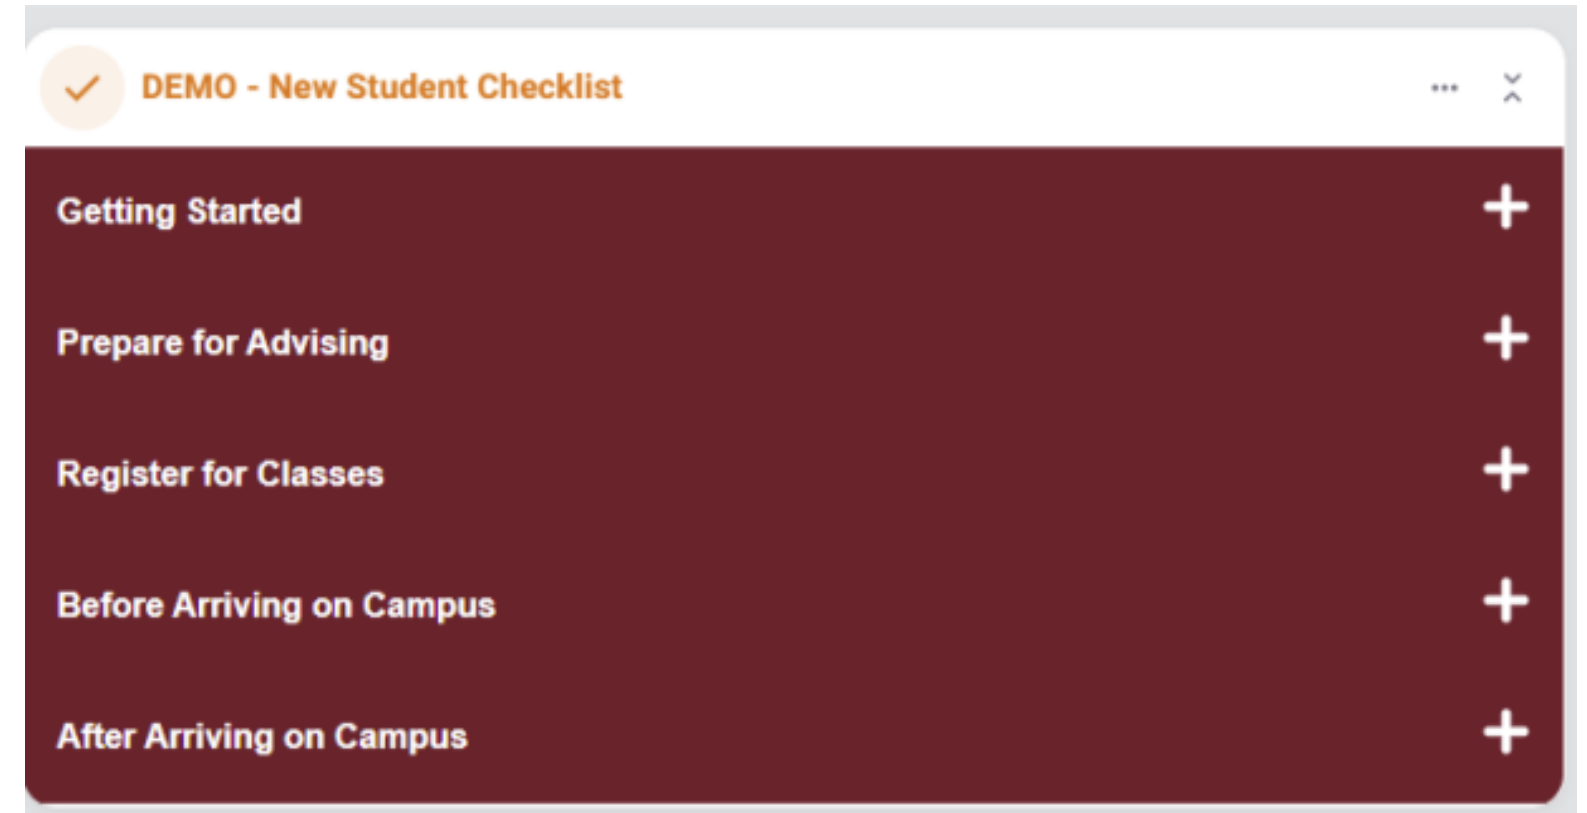 DEMO - New Student Checklist
Getting Started
Prepare for Advising
Register for Classes
Before Arriving on Campus
After Arriving on Campus